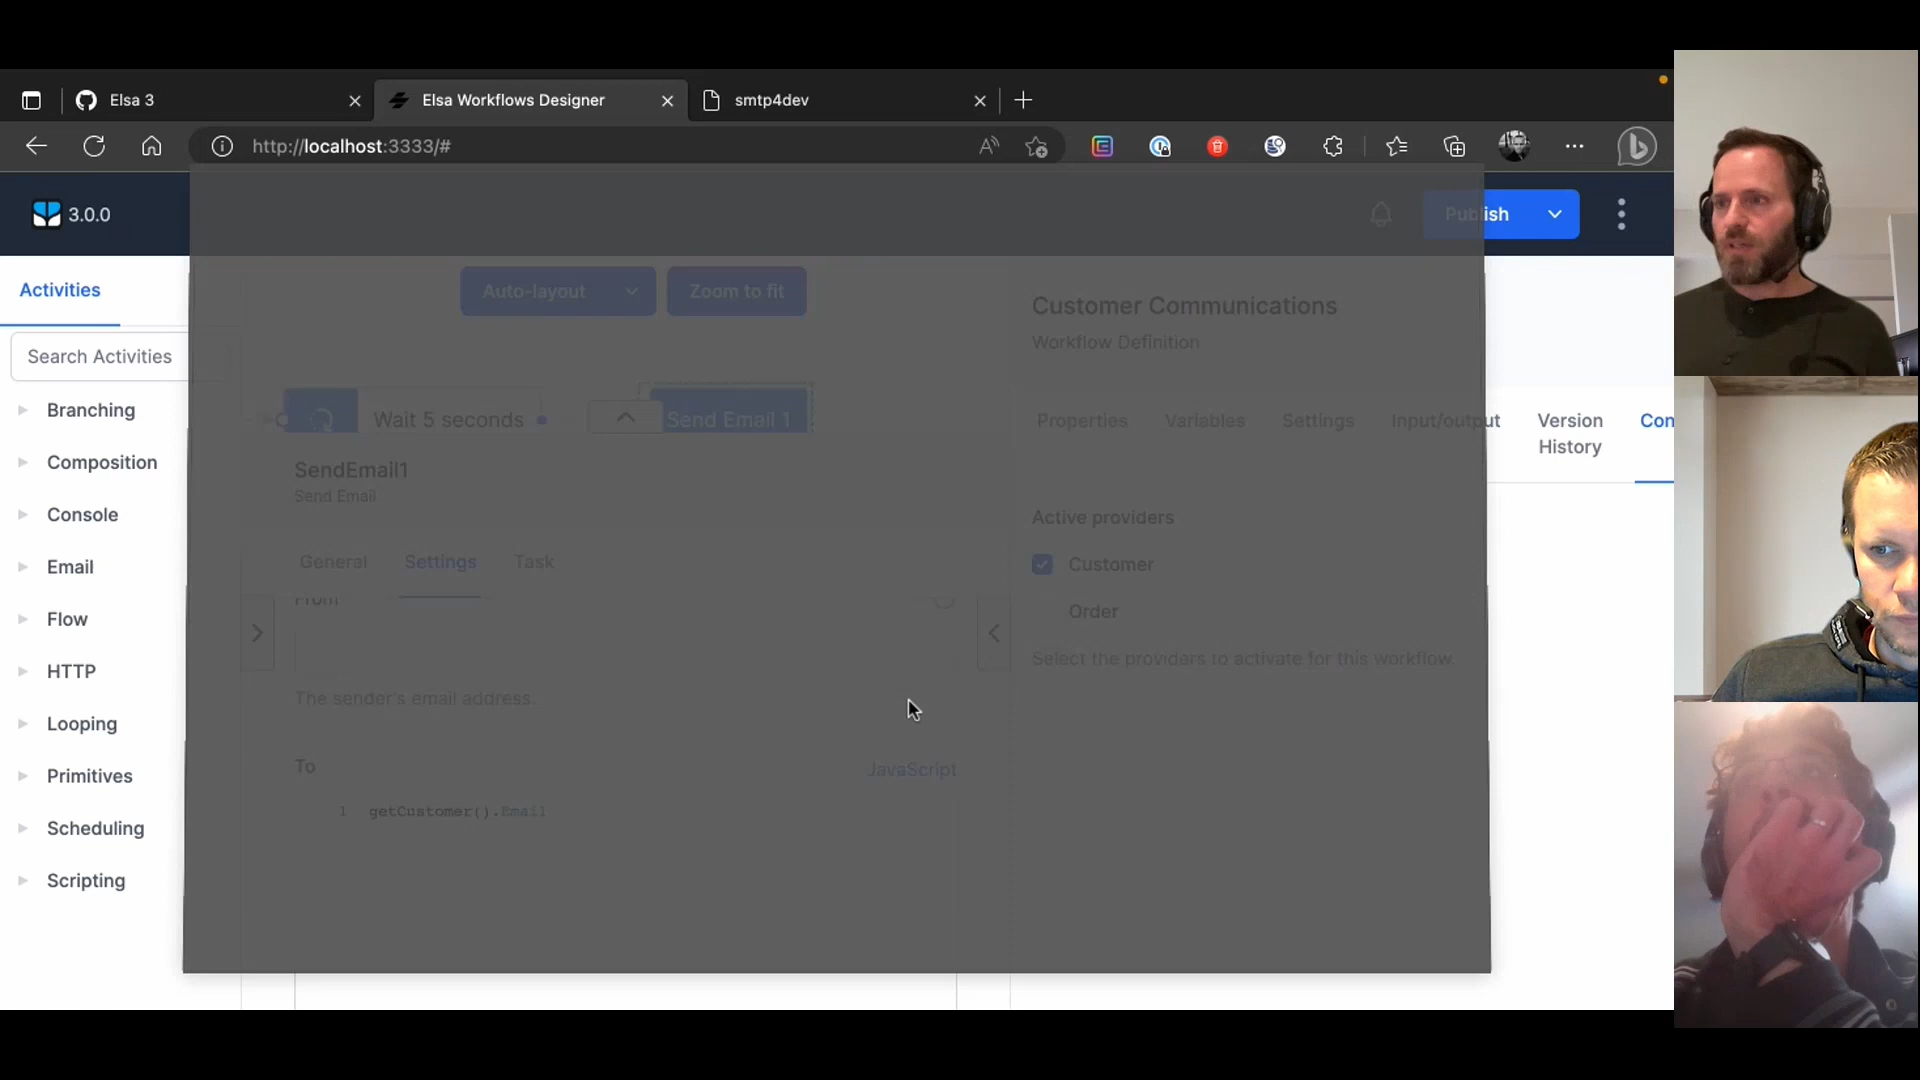 Elsa 3
Elsa Workflows Designer
smtp4dev
http://localhost:3333/#
3.0.0
Publish
Activities
Auto-layout
Zoom to fit
Search Activities
Branching
Composition
Console
Email
Flow
HTTP
Looping
Primitives
Scheduling
Scripting
Wait 5 seconds
Send Email 1
SendEmail1
Send Email
General
Settings
Task
From
The sender's email address.
To
JavaScript
1 getCustomer().Email
Customer Communications
Workflow Definition
Properties
Variables
Settings
Input/output
Version
History
Con
Active providers
Customer
Order
Select the providers to activate for this workflow.